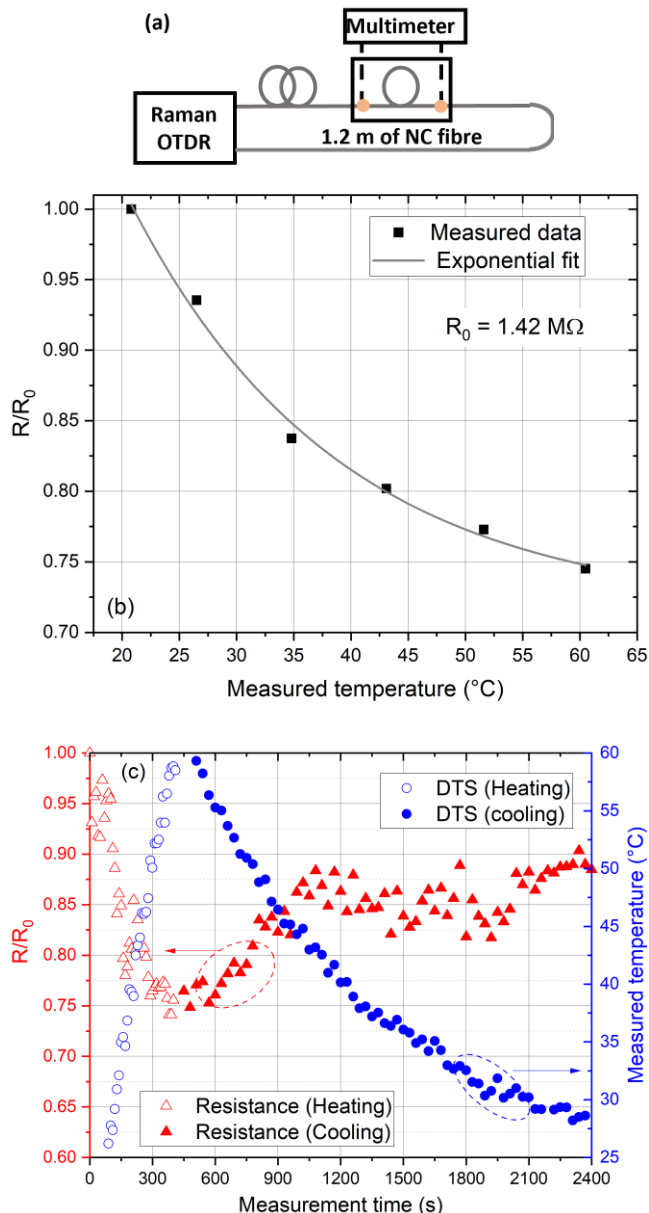 (a)
Multimeter
Raman
OTDR
1.2 m of NC fibre
1.00
0.95
0.90
0.85
0.80
0.75
0.70
R/R0
Measured data
Exponential fit
R0 = 1.42 MΩ
(b)
20 25 30 35 40 45 50 55 60 65
Measured temperature (°C)
(c)
1.00
0.95
0.90
0.85
0.80
0.75
0.70
0.65
0.60
R/R0
DTS (Heating)
DTS (cooling)
Resistance (Heating)
Resistance (Cooling)
60
55
50
45
40
35
30
25
Measured temperature (°C)
0 300 600 900 1200 1500 1800 2100 2400
Measurement time (s)